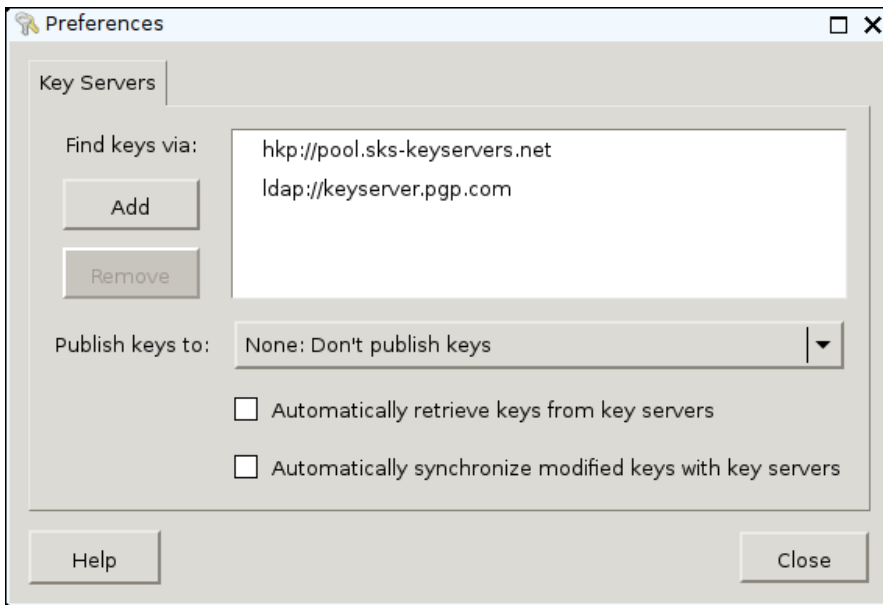 Preferences
Key Servers
Find keys via:
hkp://pool.sks-keyservers.net
ldap://keyserver.pgp.com
Add
Remove
Publish keys to:
None: Don't publish keys
Automatically retrieve keys from key servers
Automatically synchronize modified keys with key servers
Help
Close